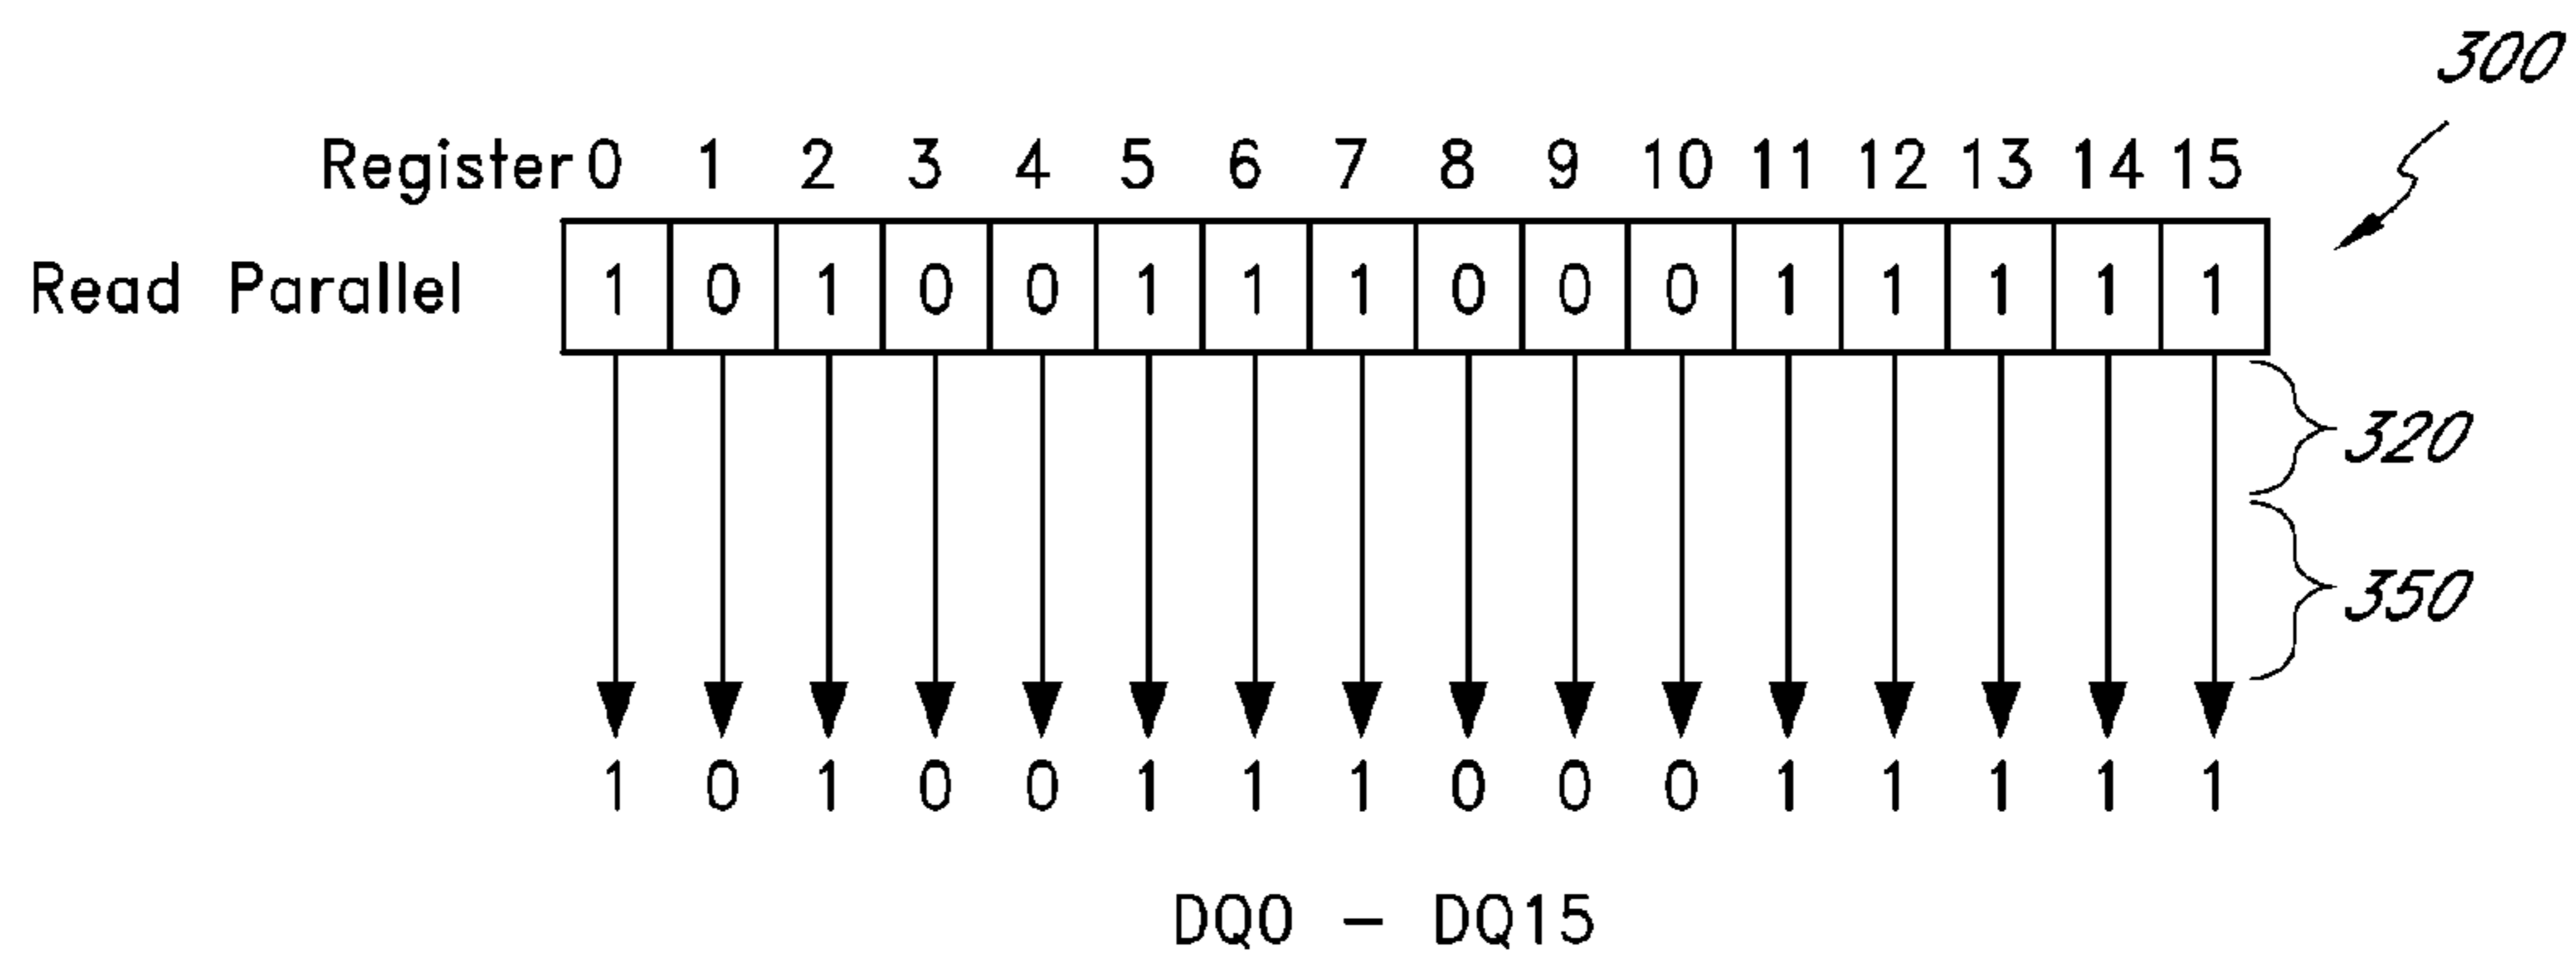 300
Register 0 1 2 3 4 5 6 7 8 9 10 11 12 13 14 15
Read Parallel 1 0 1 0 0 1 1 1 0 0 0 1 1 1 1 1
320
350
1 0 1 0 0 1 1 1 0 0 0 1 1 1 1 1
DQ0 – DQ15